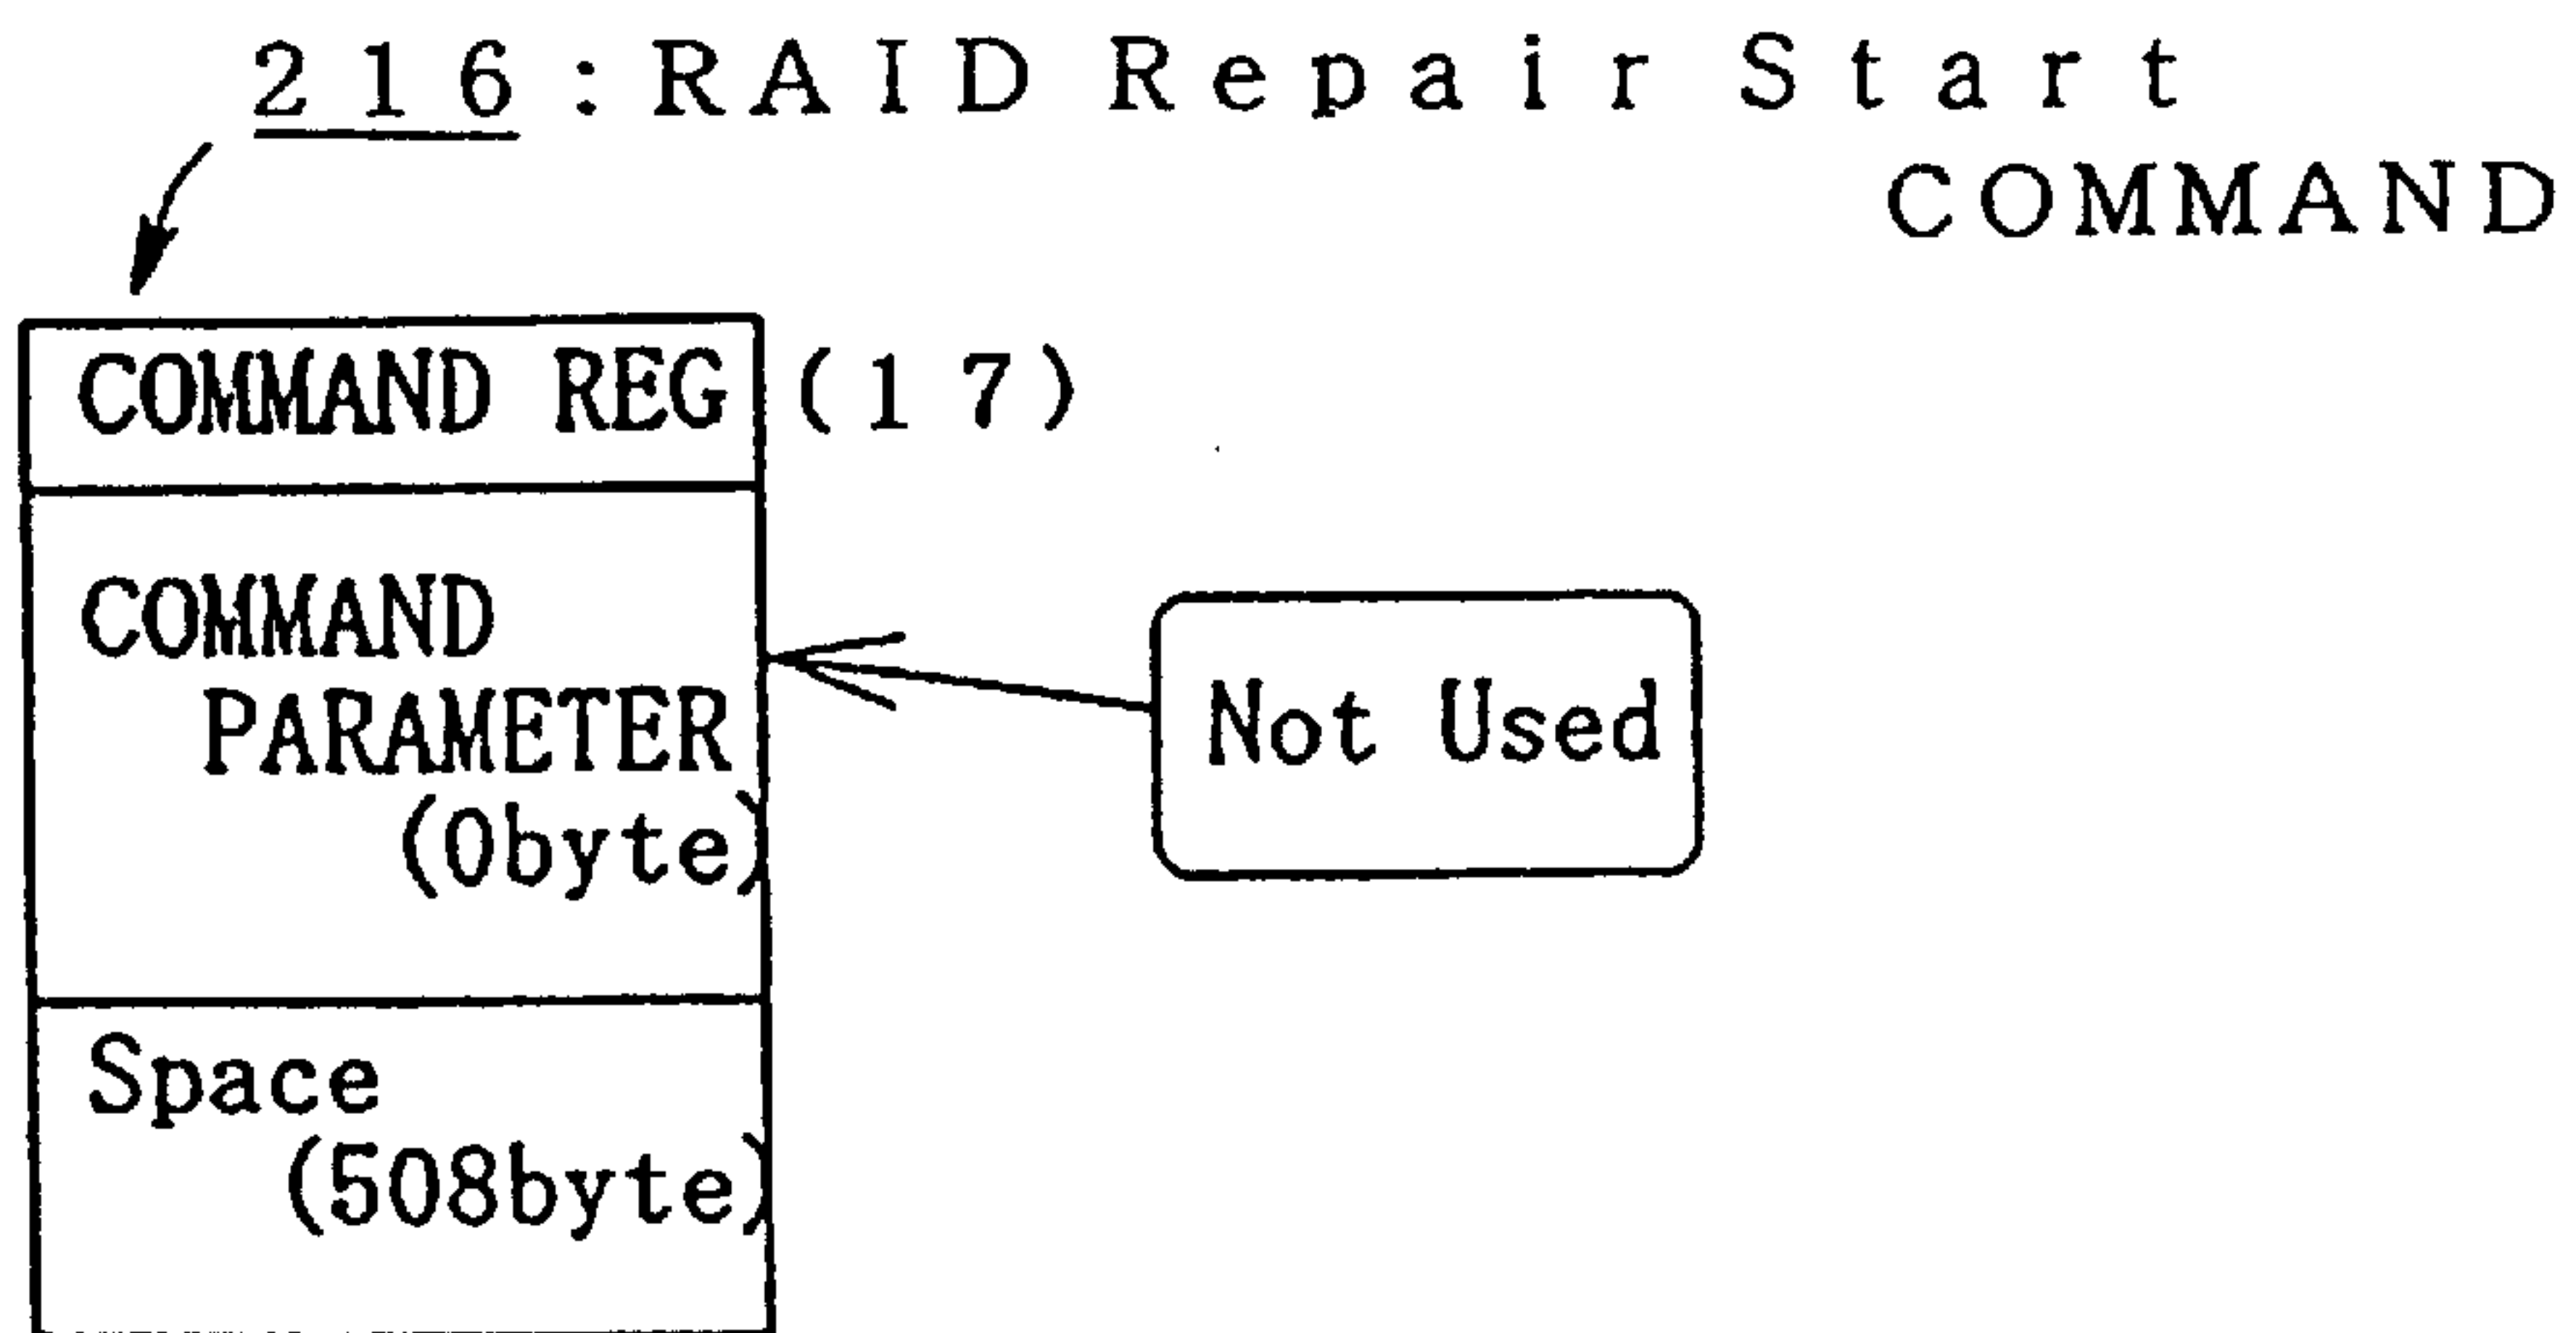 216:RAID Repair Start
COMMAND
COMMAND REG (17)
COMMAND
PARAMETER
(0byte)
Not Used
Space
(508byte)